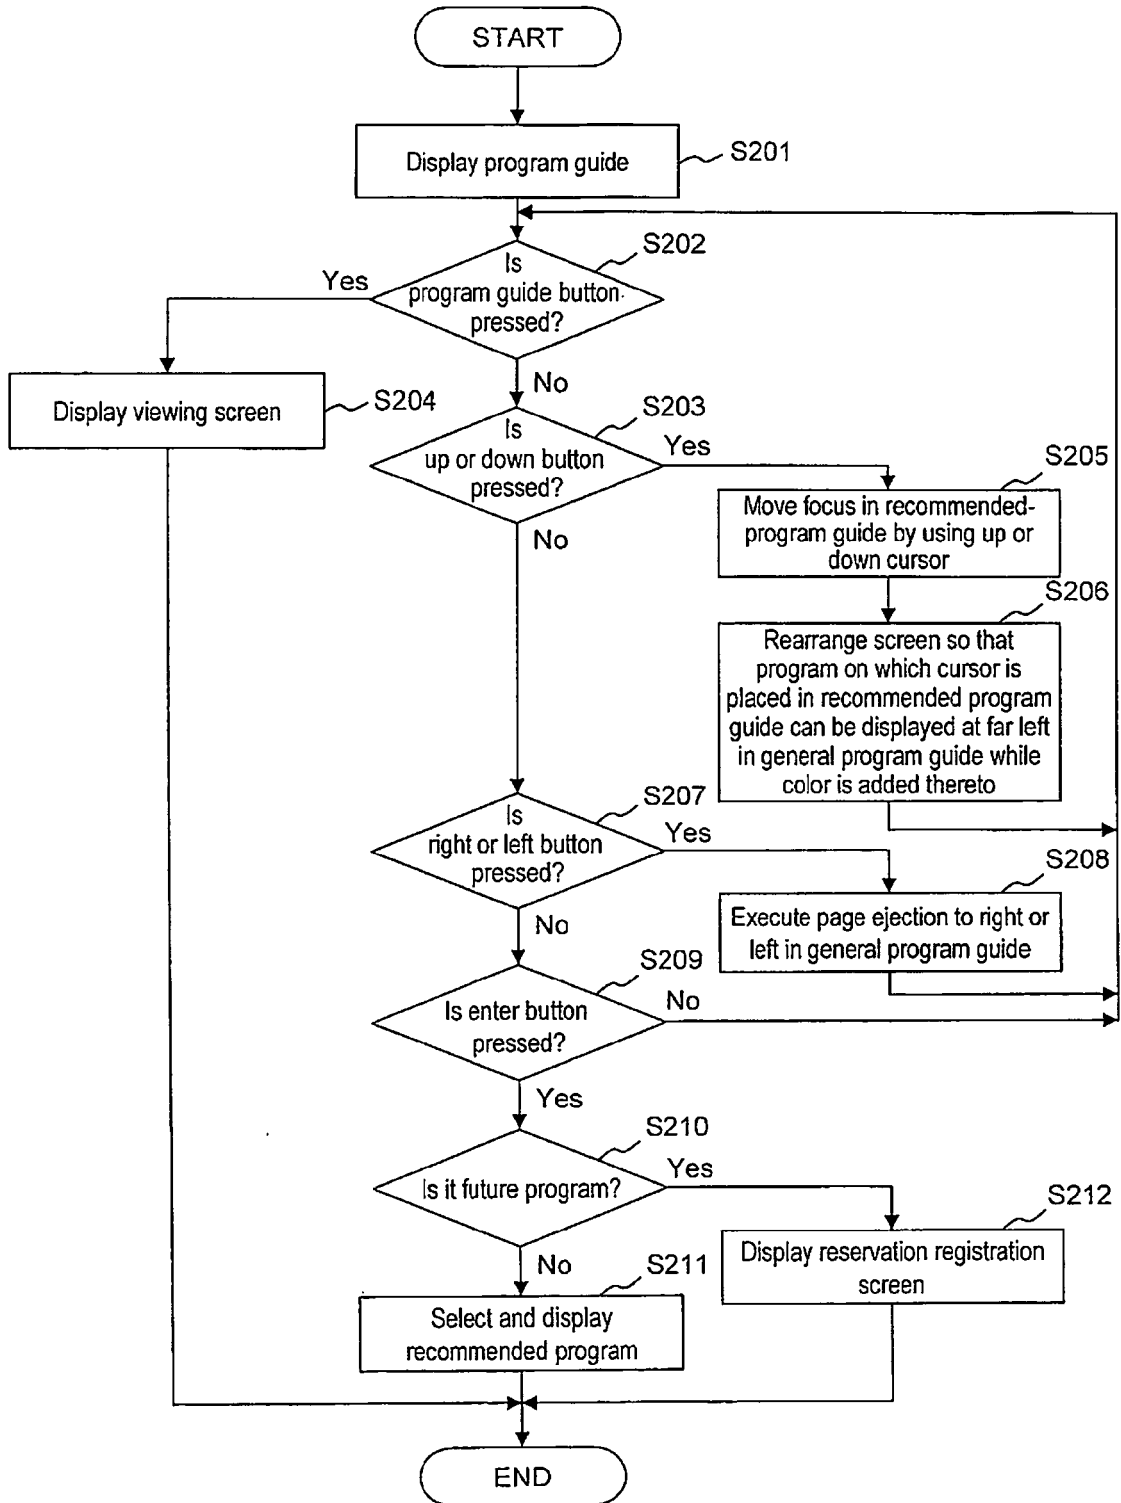 START
Display program guide
S201
S202
Is
program guide button
pressed?
Yes
No
Display viewing screen
S204
S203
Is
up or down button
pressed?
Yes
No
S205
Move focus in recommended-
program guide by using up or
down cursor
S206
Rearrange screen so that
program on which cursor is
placed in recommended program
guide can be displayed at far left
in general program guide while
color is added thereto
S207
Is
right or left button
pressed?
Yes
No
S208
Execute page ejection to right or
left in general program guide
S209
Is enter button
pressed?
No
Yes
S210
Is it future program?
Yes
No
S212
Display reservation registration
screen
S211
Select and display
recommended program
END